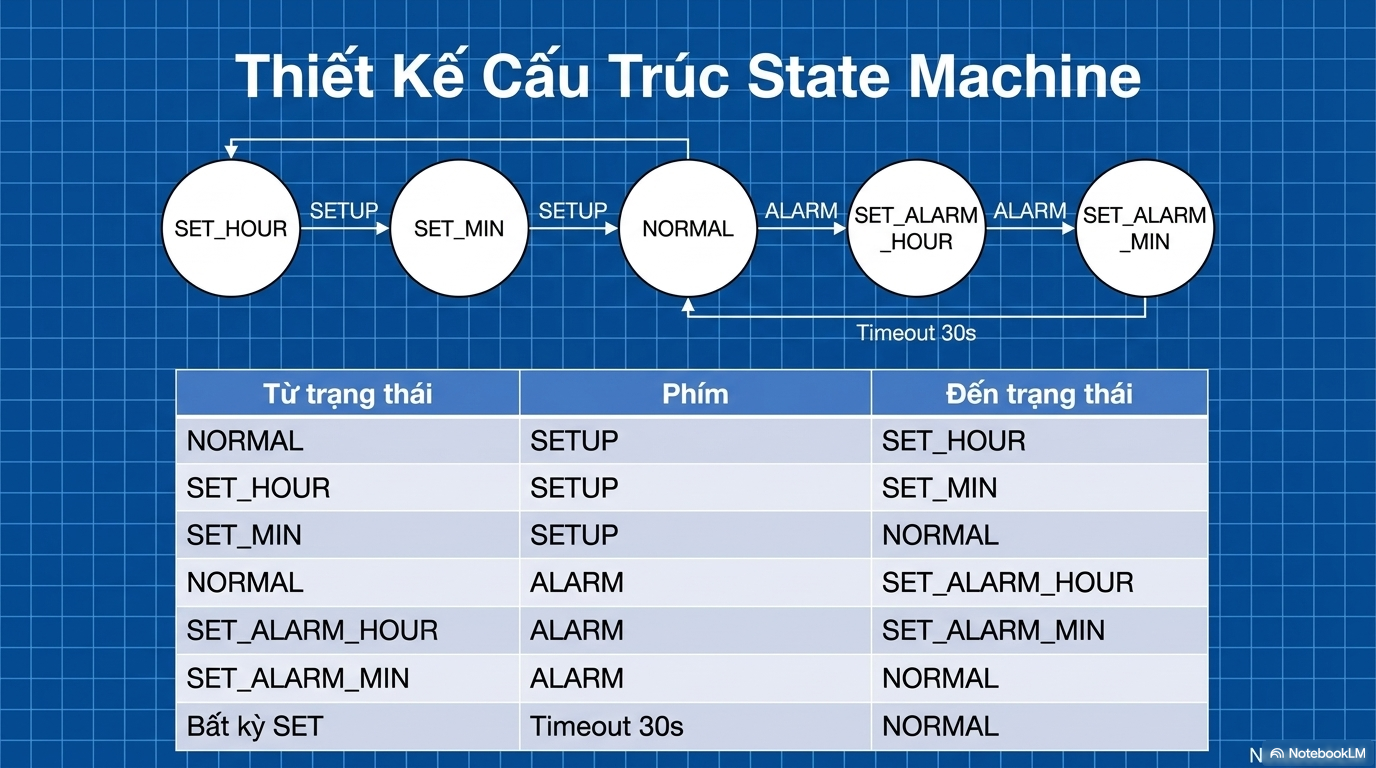 Thiết Kế Cấu Trúc State Machine
SET_HOUR
SETUP
SET_MIN
SETUP
NORMAL
ALARM
SET_ALARM
_HOUR
ALARM
SET_ALARM
_MIN
Timeout 30s
Từ trạng thái Phím Đến trạng thái
NORMAL SETUP SET_HOUR
SET_HOUR SETUP SET_MIN
SET_MIN SETUP NORMAL
NORMAL ALARM SET_ALARM_HOUR
SET_ALARM_HOUR ALARM SET_ALARM_MIN
SET_ALARM_MIN ALARM NORMAL
Bất kỳ SET Timeout 30s NORMAL
N NotebookLM